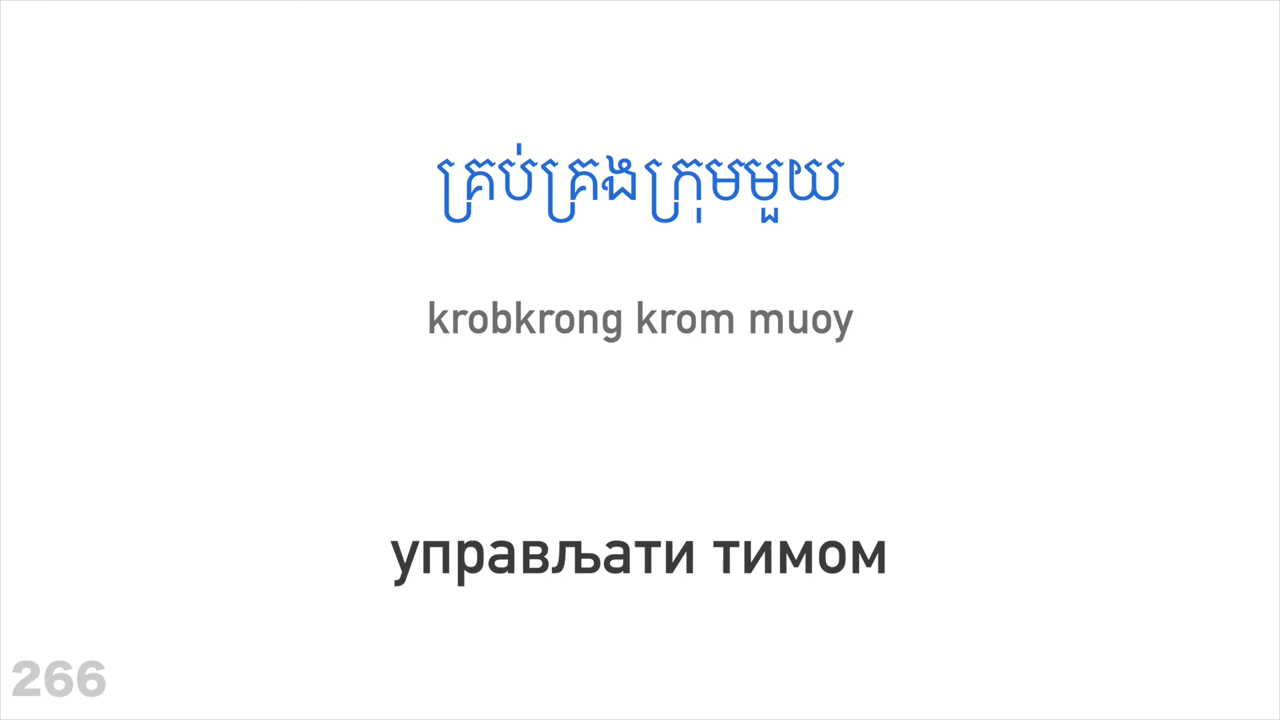 គ្រប់គ្រងក្រុមមួយ
krobkrong krom muoy
управљати тимом
266